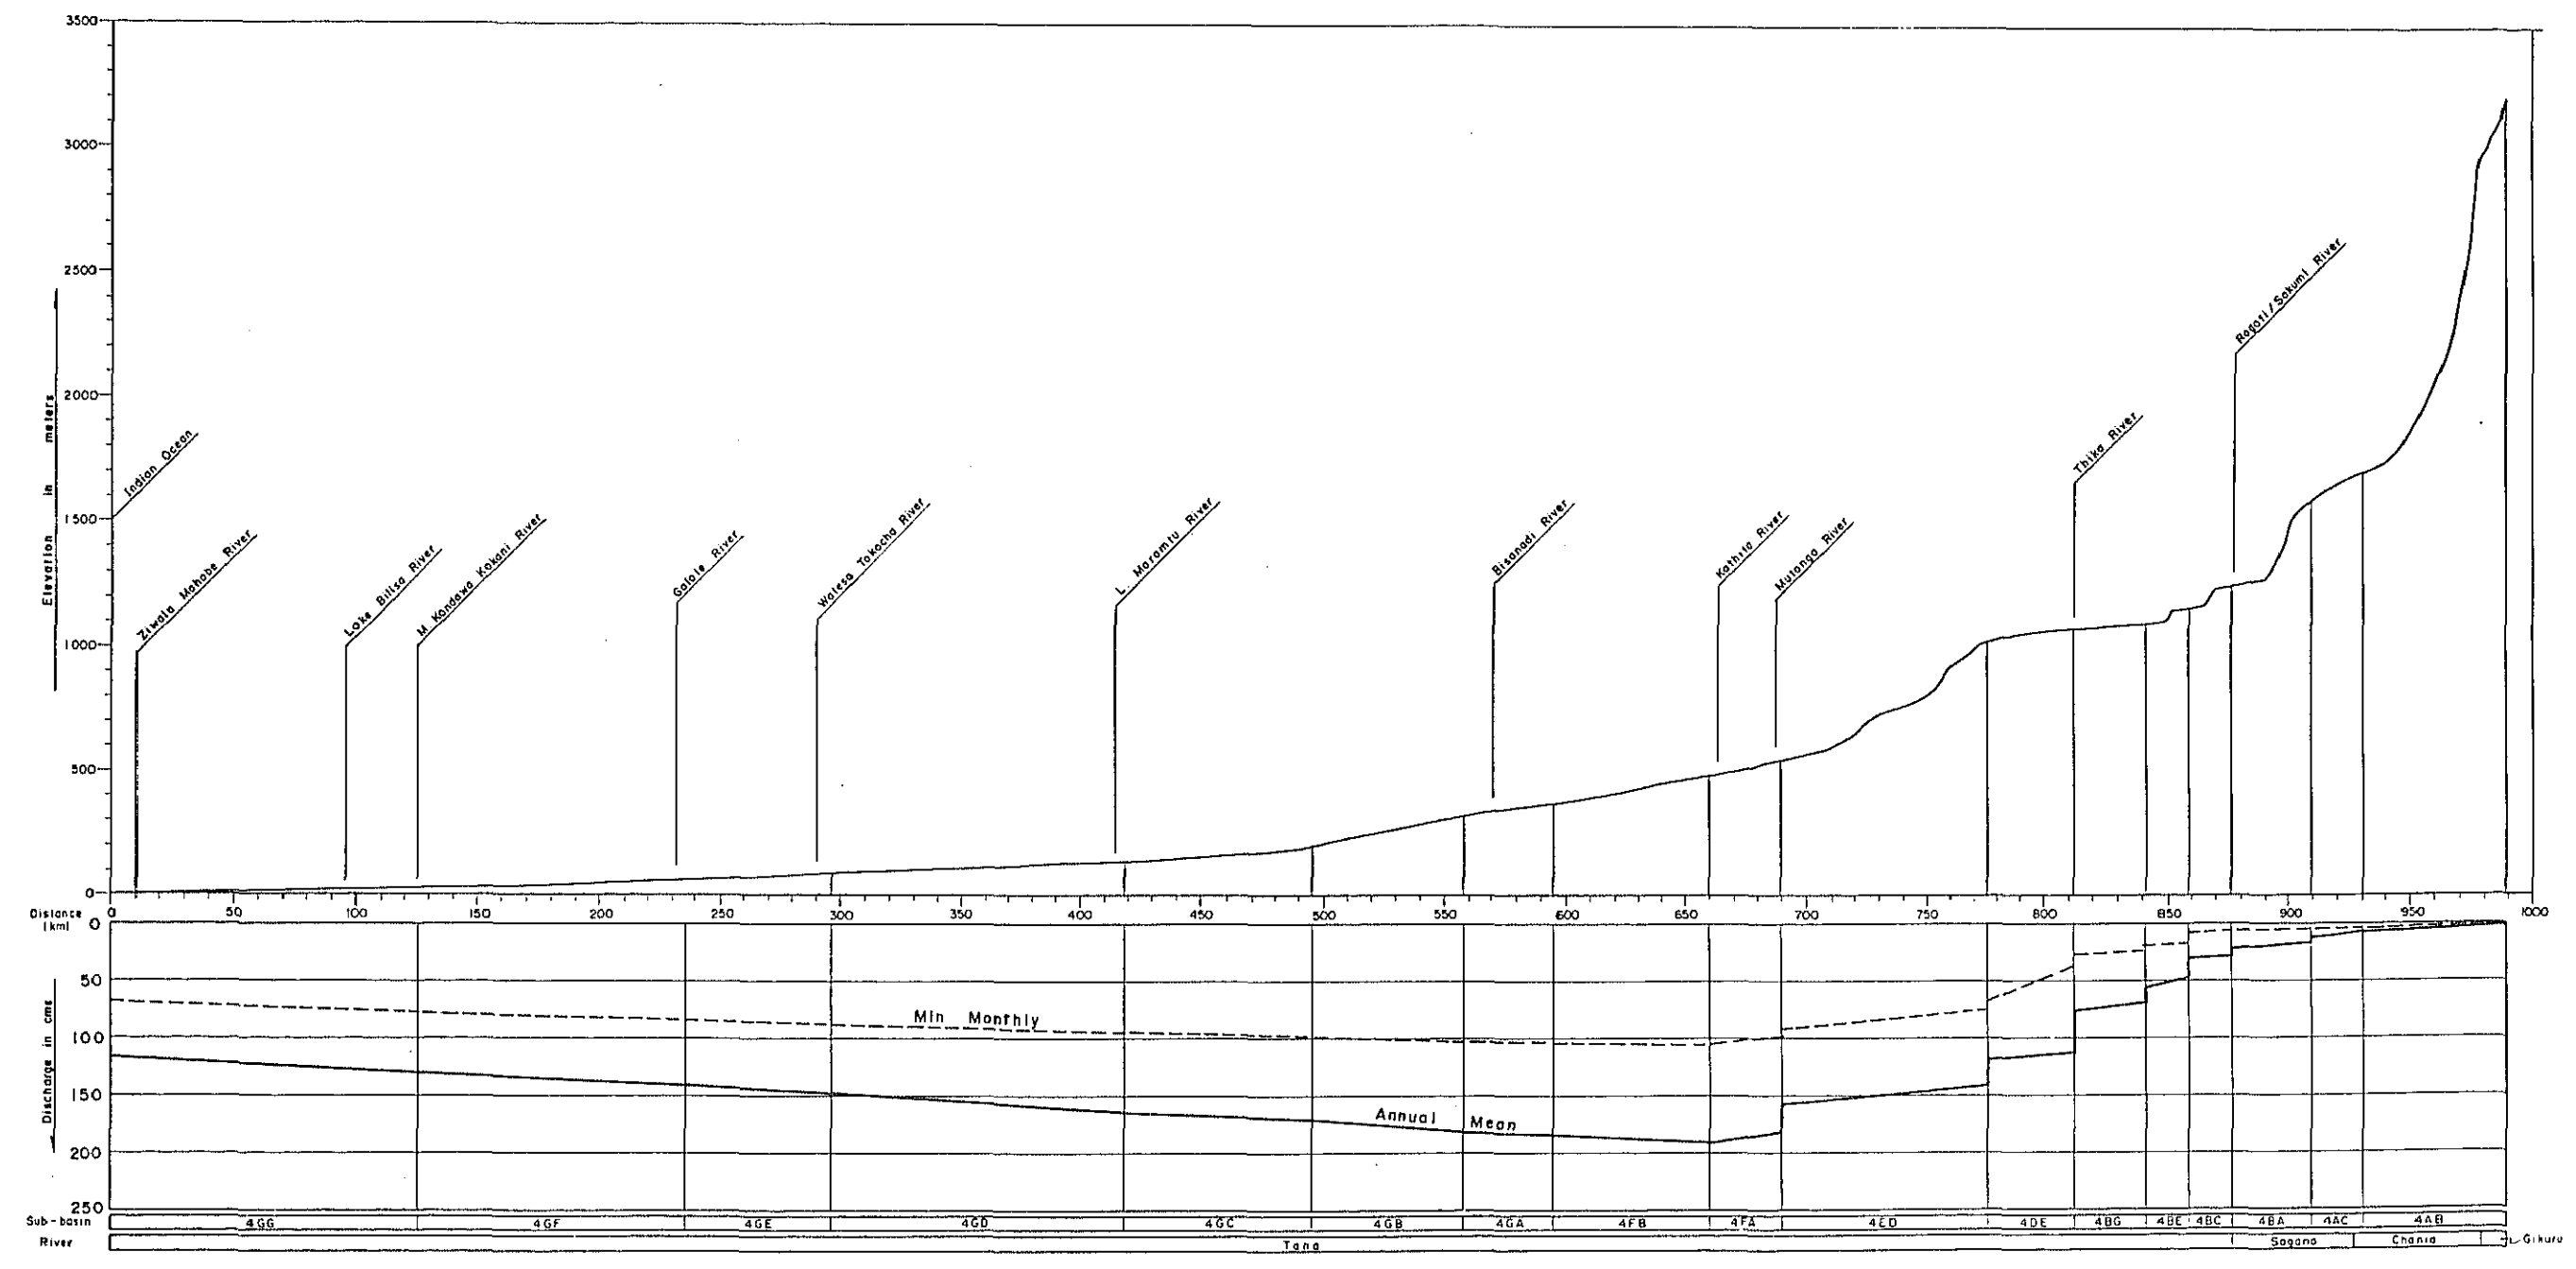 3500
3000
2500
2000
1500
1000
500
0
Elevation in meters
Indian Ocean
Ziwala Mahabe River
Lake Bilisa River
M. Kondawa Kokani River
Galole River
Walesa Takocha River
L. Maramtu River
Bisanadi River
Kathita River
Mutonga River
Thika River
Ragati/Sakumi River
Distance (km)
0 50 100 150 200 250 300 350 400 450 500 550 600 650 700 750 800 850 900 950 1000
0
50
100
150
200
250
Discharge in cms
Min Monthly
Annual Mean
Sub-basin 4GG 4GF 4GE 4GD 4GC 4GB 4GA 4FB 4FA 4ED 4DE 4BG 4BE 4BC 4BA 4AC 4AB
River Tana Sagana Chania Gikuru